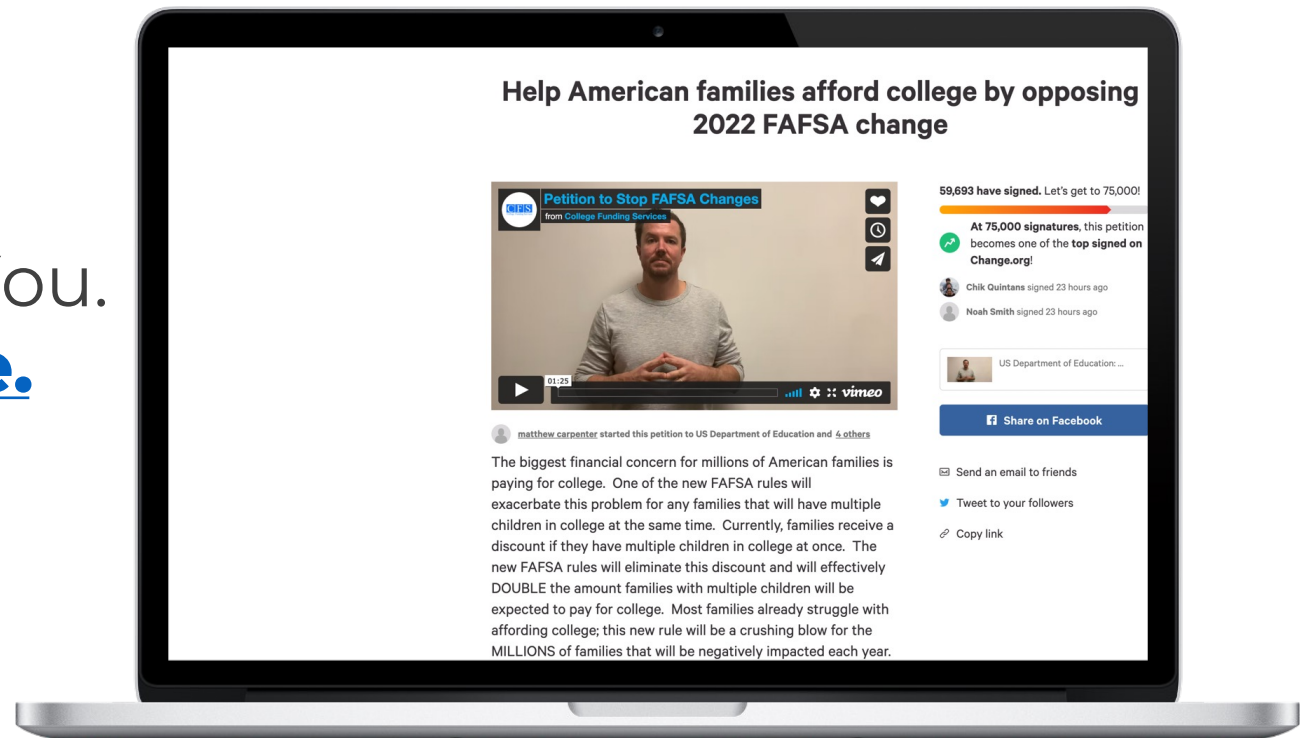 Help American families afford college by opposing
2022 FAFSA change
CFS
Petition to Stop FAFSA Changes
from College Funding Services
01:25
vimeo
matthew carpenter started this petition to US Department of Education and 4 others
The biggest financial concern for millions of American families is
paying for college. One of the new FAFSA rules will
exacerbate this problem for any families that will have multiple
children in college at the same time. Currently, families receive a
discount if they have multiple children in college at once. The
new FAFSA rules will eliminate this discount and will effectively
DOUBLE the amount families with multiple children will be
expected to pay for college. Most families already struggle with
affording college; this new rule will be a crushing blow for the
MILLIONS of families that will be negatively impacted each year.
59,693 have signed. Let's get to 75,000!
At 75,000 signatures, this petition
becomes one of the top signed on
Change.org!
Chik Quintans signed 23 hours ago
Noah Smith signed 23 hours ago
US Department of Education: ...
Share on Facebook
Send an email to friends
Tweet to your followers
Copy link
ou.
e.